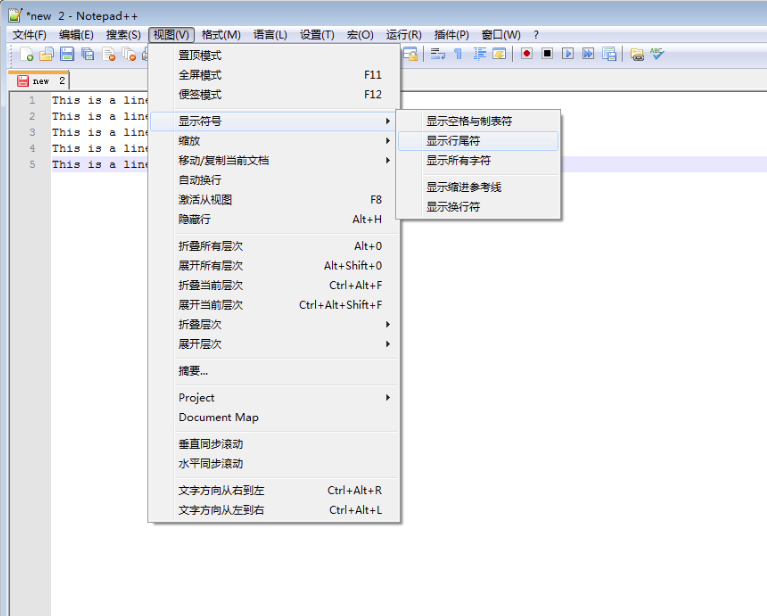 *new 2 - Notepad++
文件(F) 编辑(E) 搜索(S) 视图(V) 格式(M) 语言(L) 设置(T) 宏(O) 运行(R) 插件(P) 窗口(W) ?
new 2
1 This is a line
2 This is a line
3 This is a line
4 This is a line
5 This is a line
置顶模式
全屏模式 F11
便签模式 F12
显示符号
缩放
移动/复制当前文档
自动换行
激活从视图 F8
隐藏行 Alt+H
折叠所有层次 Alt+0
展开所有层次 Alt+Shift+0
折叠当前层次 Ctrl+Alt+F
展开当前层次 Ctrl+Alt+Shift+F
折叠层次
展开层次
摘要...
Project
Document Map
垂直同步滚动
水平同步滚动
文字方向从右到左 Ctrl+Alt+R
文字方向从左到右 Ctrl+Alt+L
显示空格与制表符
显示行尾符
显示所有字符
显示缩进参考线
显示换行符